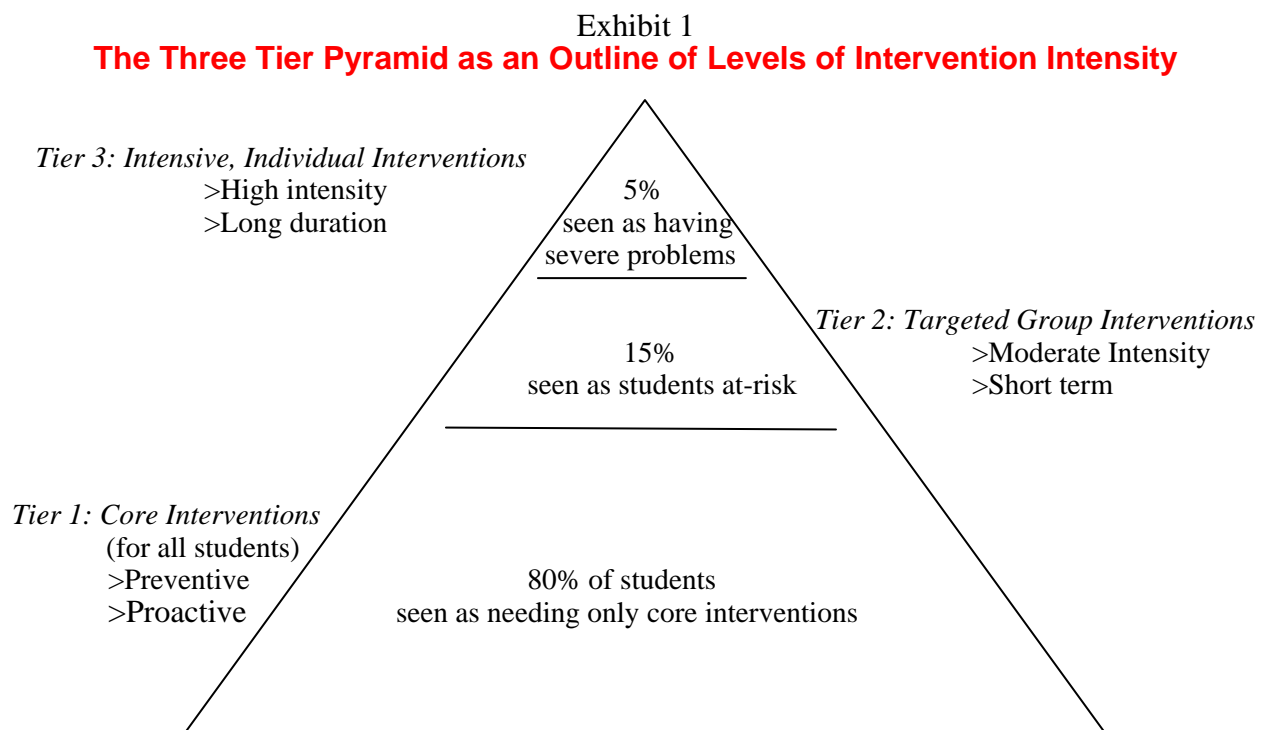 Exhibit 1
The Three Tier Pyramid as an Outline of Levels of Intervention Intensity
Tier 3: Intensive, Individual Interventions
>High intensity
>Long duration
5%
seen as having
severe problems
Tier 2: Targeted Group Interventions
>Moderate Intensity
>Short term
15%
seen as students at-risk
Tier 1: Core Interventions
(for all students)
>Preventive
>Proactive
80% of students
seen as needing only core interventions